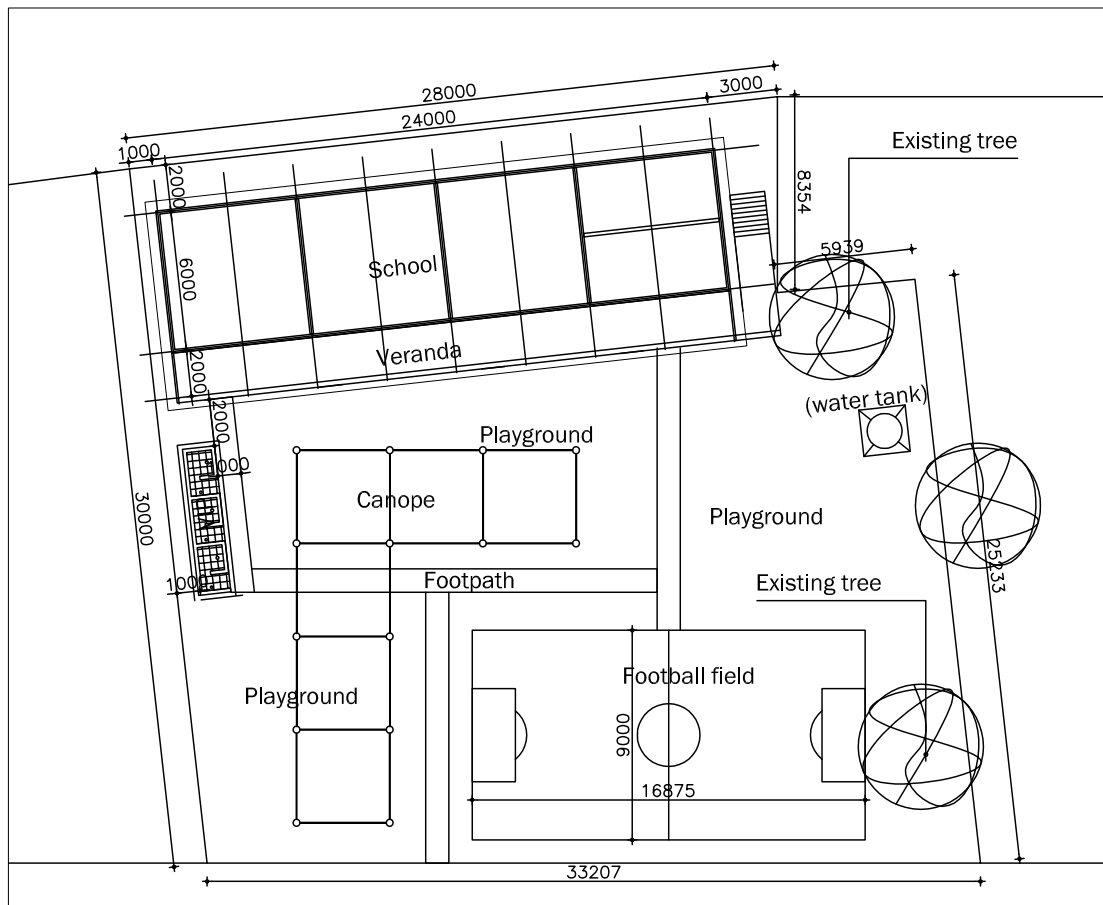 28000
3000
24000
1000
Existing tree
2000
8354
5939
School
6000
Veranda
2000
(water tank)
2000
Playground
Canope
Playground
30000
25233
1000
Footpath
Existing tree
Football field
Playground
9000
16875
33207